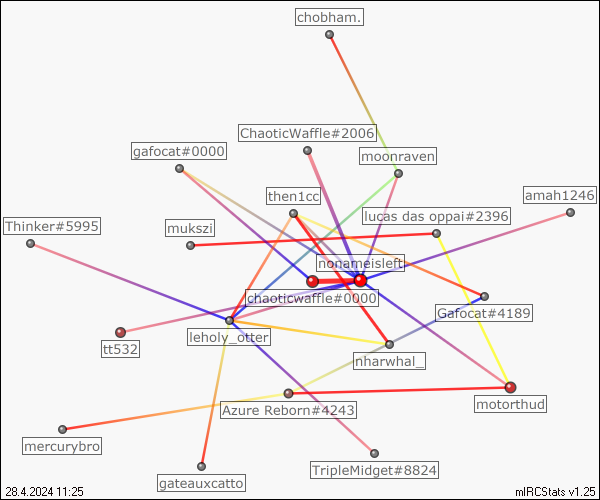 chobham.
ChaoticWaffle#2006
gafocat#0000
moonraven
then1cc
amah1246
lucas das oppai#2396
Thinker#5995
mukszi
nonameisleft
chaoticwaffle#0000
Gafocat#4189
leholy_otter
tt532
nharwhal_
motorthud
Azure Reborn#4243
mercurybro
TripleMidget#8824
gateauxcatto
28.4.2024 11:25
mIRCStats v1.25